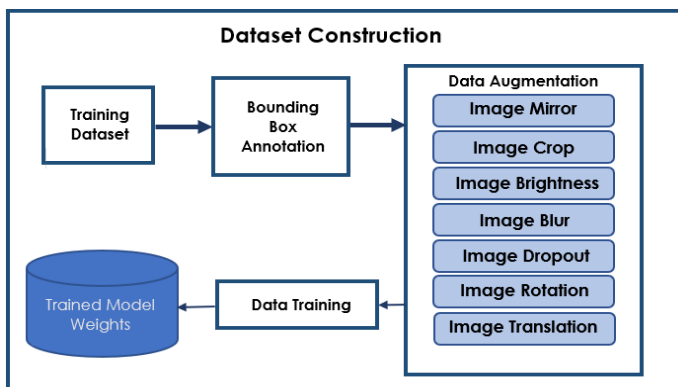 Dataset Construction
Training
Dataset
Bounding
Box
Annotation
Data Augmentation
Image Mirror
Image Crop
Image Brightness
Image Blur
Image Dropout
Image Rotation
Image Translation
Data Training
Trained Model
Weights